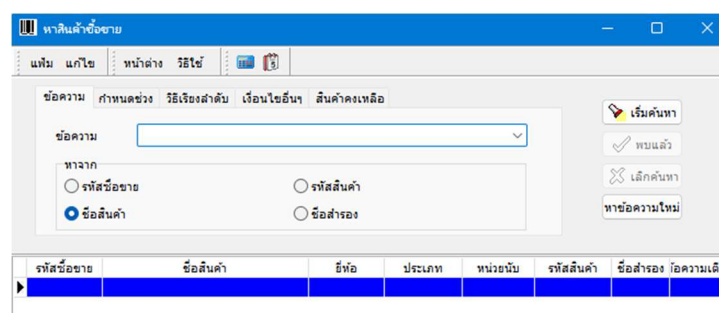 หาสินค้าซื้อขาย
แฟ้ม แก้ไข หน้าต่าง วิธีใช้
ข้อความ กำหนดช่วง วิธีเรียงลำดับ เงื่อนไขอื่นๆ สินค้าคงเหลือ
เริ่มค้นหา
ข้อความ
พบแล้ว
หาจาก
เลิกค้นหา
รหัสซื้อขาย รหัสสินค้า
หาข้อความใหม่
ชื่อสินค้า ชื่อสำรอง
รหัสซื้อขาย ชื่อสินค้า ยี่ห้อ ประเภท หน่วยนับ รหัสสินค้า ชื่อสำรอง